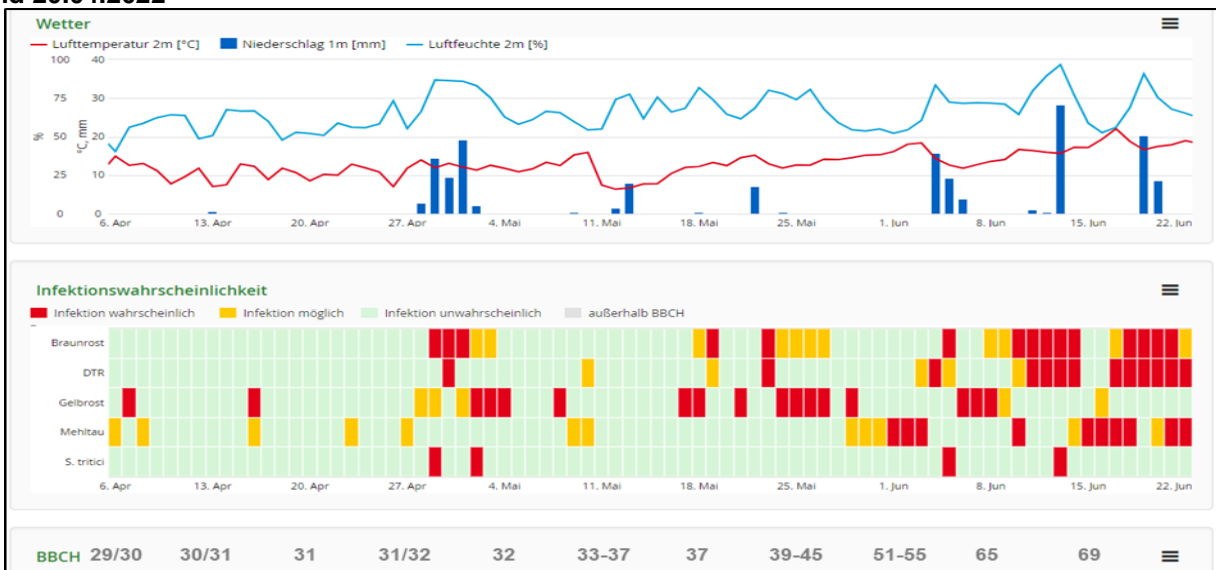 Wetter
Lufttemperatur 2m [°C] Niederschlag 1m [mm] Luftfeuchte 2m [%]
100 40
75 30
50 20
25 10
0 0
% °C, mm
6. Apr 13. Apr 20. Apr 27. Apr 4. Mai 11. Mai 18. Mai 25. Mai 1. Jun 8. Jun 15. Jun 22. Jun
Infektionswahrscheinlichkeit
Infektion wahrscheinlich Infektion möglich Infektion unwahrscheinlich außerhalb BBCH
Braunrost
DTR
Gelbrost
Mehltau
S. tritici
6. Apr 13. Apr 20. Apr 27. Apr 4. Mai 11. Mai 18. Mai 25. Mai 1. Jun 8. Jun 15. Jun 22. Jun
BBCH 29/30 30/31 31 31/32 32 33-37 37 39-45 51-55 65 69